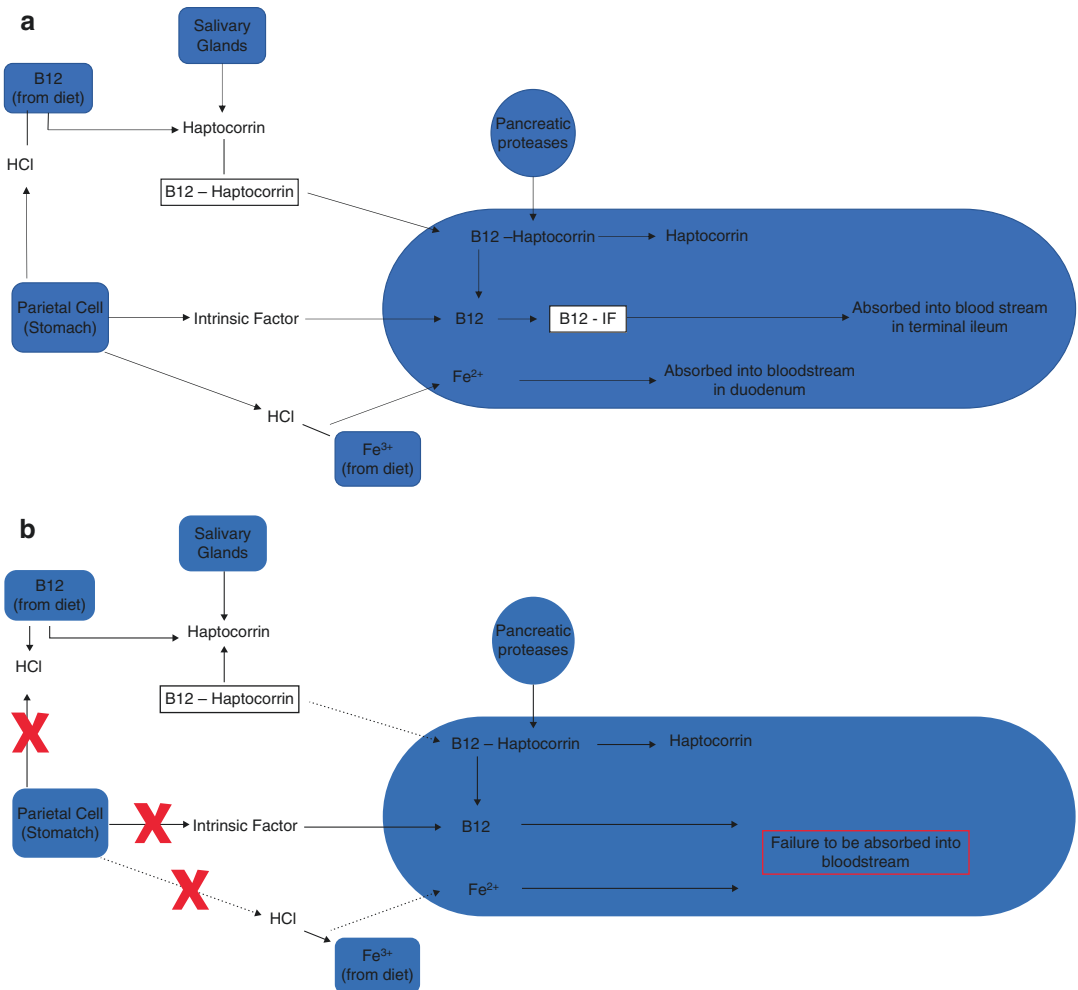 a
Salivary
Glands
B12
(from diet)
Haptocorrin
HCl
B12 – Haptocorrin
Pancreatic
proteases
B12 –Haptocorrin
Haptocorrin
Parietal Cell
(Stomach)
Intrinsic Factor
B12
B12 - IF
Absorbed into blood stream
in terminal ileum
Fe²⁺
Absorbed into bloodstream
in duodenum
HCl
Fe³⁺
(from diet)
b
Salivary
Glands
B12
(from diet)
Haptocorrin
HCl
B12 – Haptocorrin
Pancreatic
proteases
B12 – Haptocorrin
Haptocorrin
X
Parietal Cell
(Stomatch)
X
Intrinsic Factor
B12
Failure to be absorbed into
bloodstream
X
Fe²⁺
HCl
Fe³⁺
(from diet)